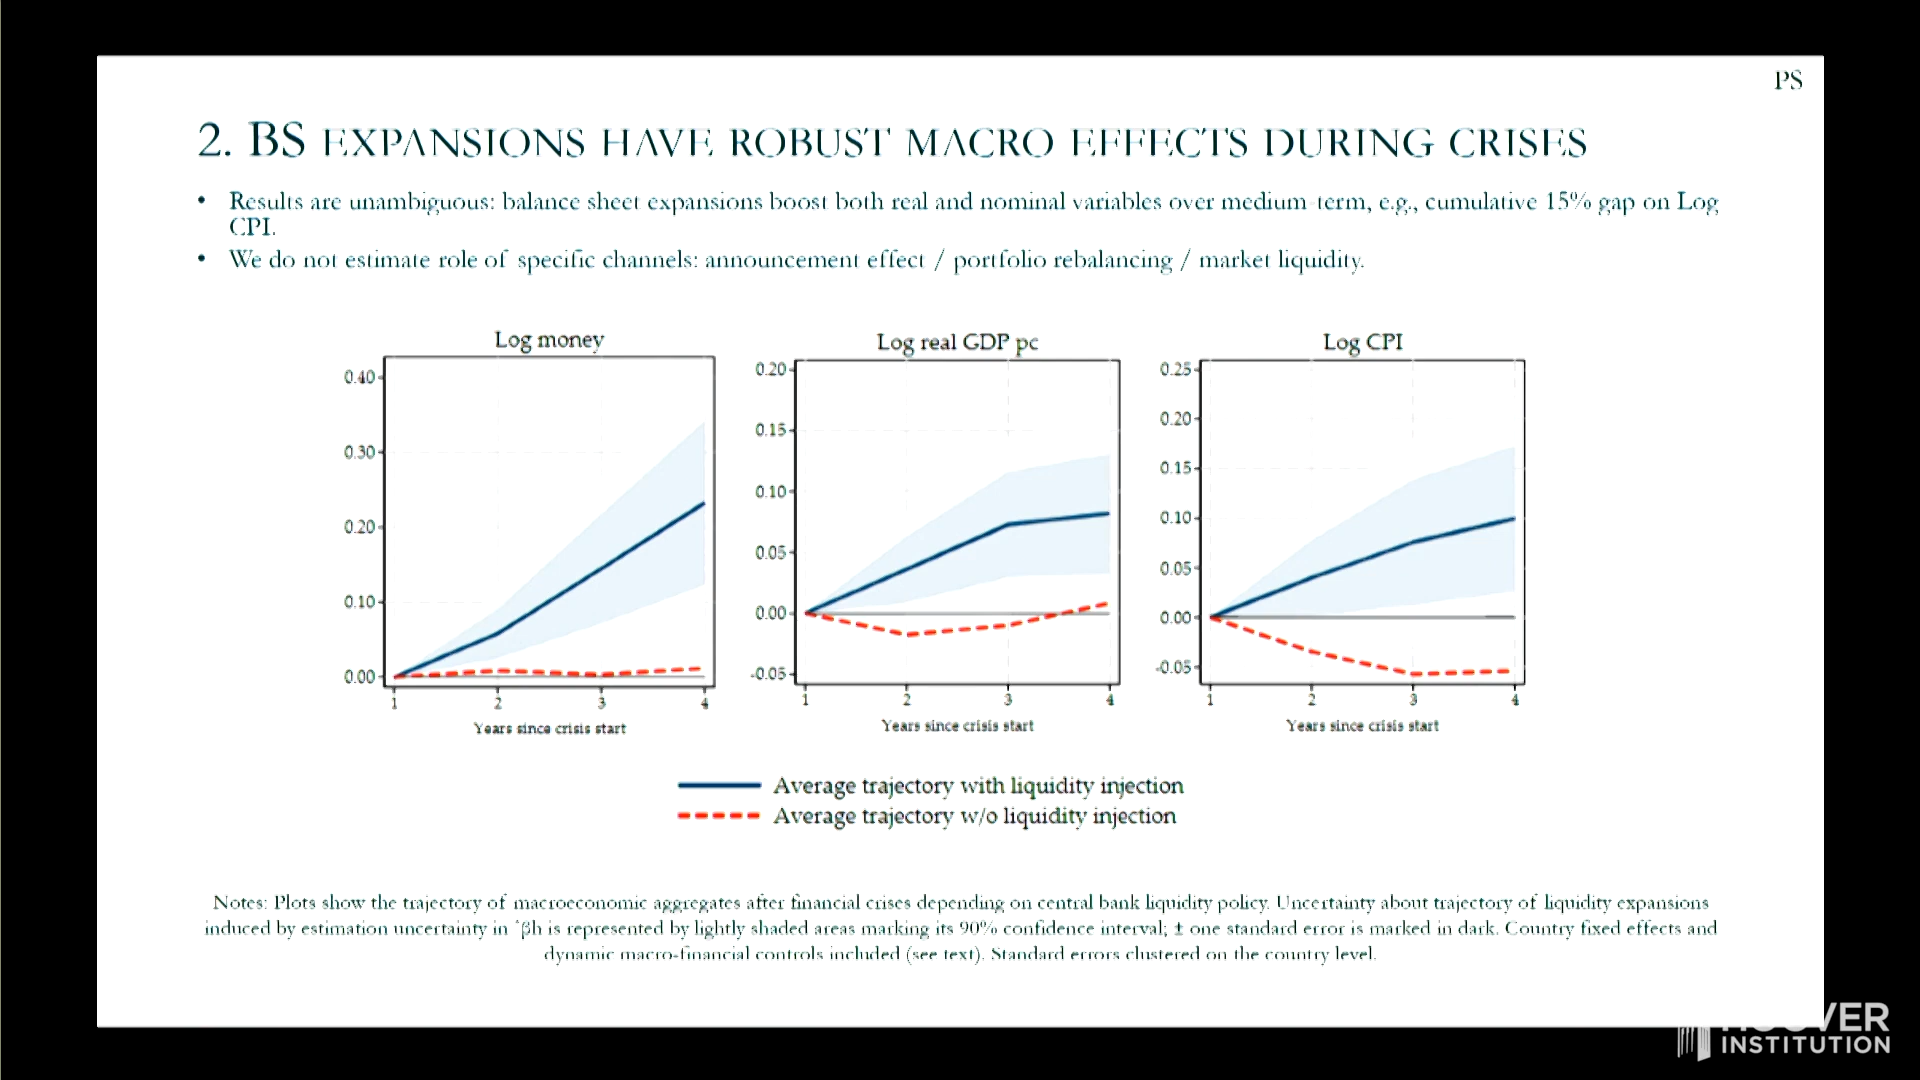 PS
2. BS EXPANSIONS HAVE ROBUST MACRO EFFECTS DURING CRISES
• Results are unambiguous: balance sheet expansions boost both real and nominal variables over medium-term, e.g., cumulative 15% gap on Log
CPI.
• We do not estimate role of specific channels: announcement effect / portfolio rebalancing / market liquidity.
Log money
0.40
0.30
0.20
0.10
0.00
1 2 3 4
Years since crisis start
Log real GDP pc
0.20
0.15
0.10
0.05
0.00
-0.05
1 2 3 4
Years since crisis start
Log CPI
0.25
0.20
0.15
0.10
0.05
0.00
-0.05
1 2 3 4
Years since crisis start
Average trajectory with liquidity injection
Average trajectory w/o liquidity injection
Notes: Plots show the trajectory of macroeconomic aggregates after financial crises depending on central bank liquidity policy. Uncertainty about trajectory of liquidity expansions
induced by estimation uncertainty in ˆβh is represented by lightly shaded areas marking its 90% confidence interval; ± one standard error is marked in dark. Country fixed effects and
dynamic macro-financial controls included (see text). Standard errors clustered on the country level.
HOOVER
INSTITUTION